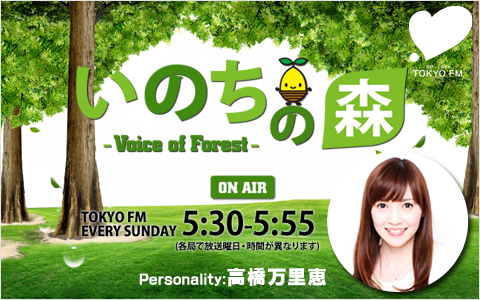 TOKYO FM
いのちの森
- Voice of Forest -
ON AIR
TOKYO FM
EVERY SUNDAY 5:30-5:55
(各局で放送曜日・時間が異なります)
Personality:高橋万里恵